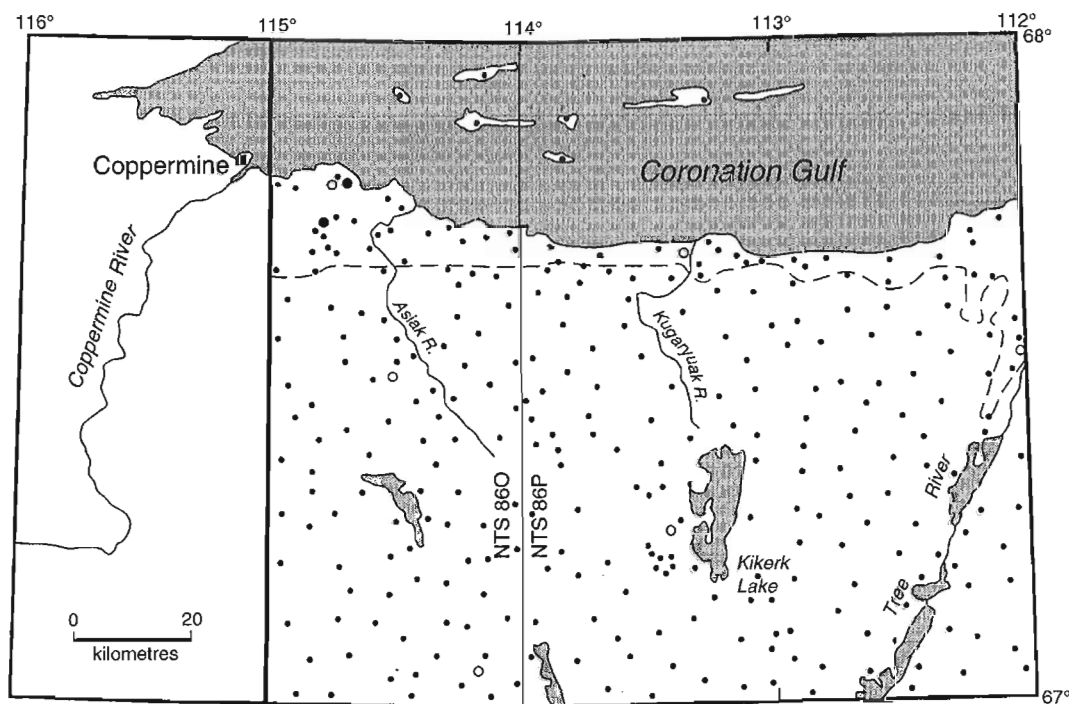 116°
115°
114°
113°
112°
68°
Coppermine
Coronation Gulf
Coppermine River
Asiak R.
Kugaryuak R.
NTS 86O
NTS 86P
River
Kikerk
Lake
Tree
0 20
kilometres
67°